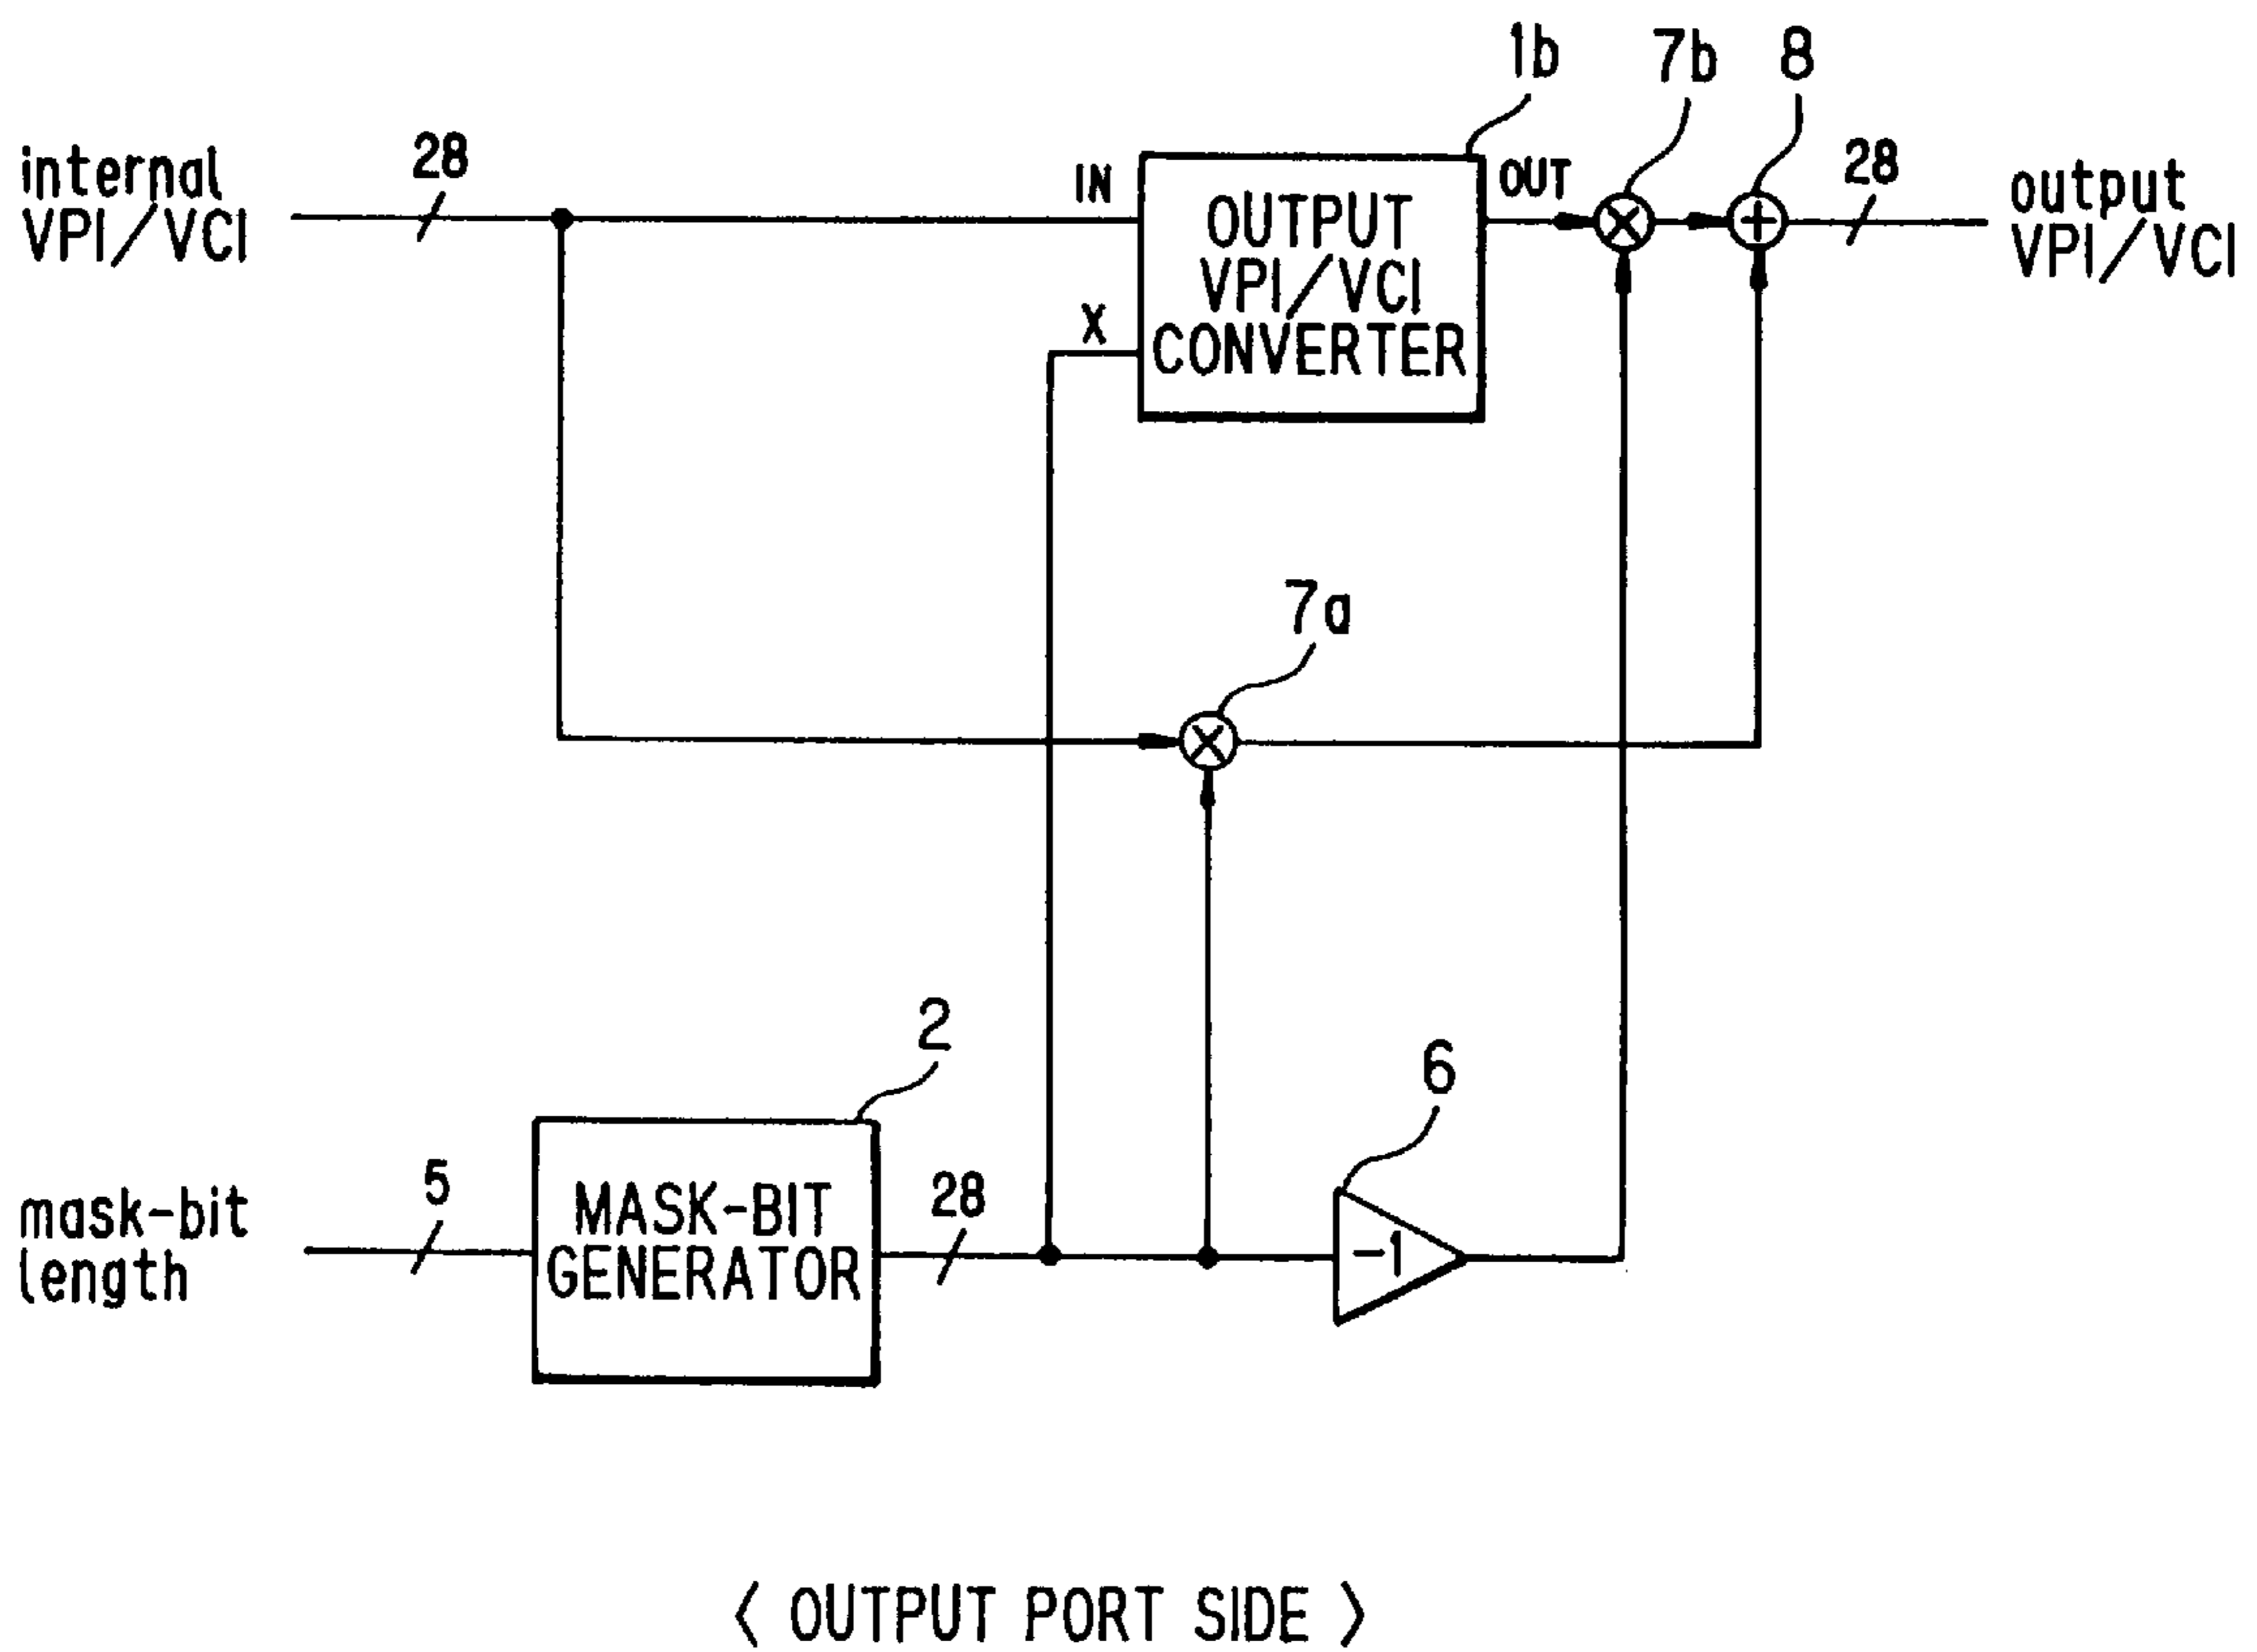 1b
7b
8
internal
VPI/VCI
28
IN
OUTPUT
VPI/VCI
CONVERTER
X
OUT
28
output
VPI/VCI
7a
2
6
mask-bit
length
5
MASK-BIT
GENERATOR
28
-1
< OUTPUT PORT SIDE >